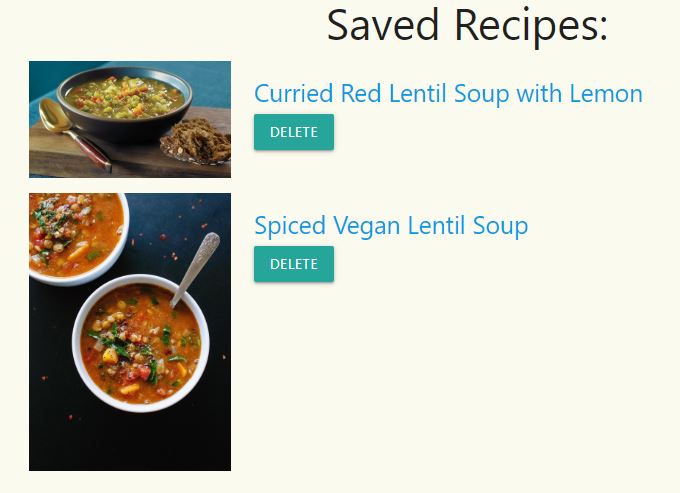 Saved Recipes:
Curried Red Lentil Soup with Lemon
DELETE
Spiced Vegan Lentil Soup
DELETE